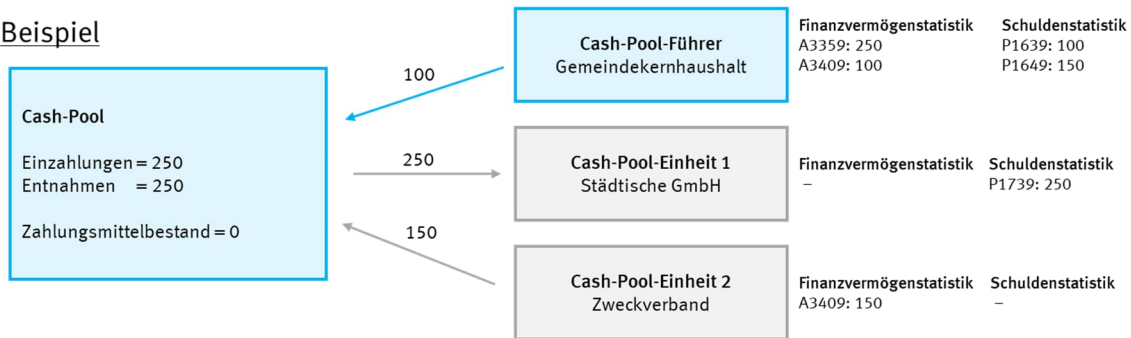 Beispiel
Cash-Pool
Einzahlungen = 250
Entnahmen = 250
Zahlungsmittelbestand = 0
100
250
150
Cash-Pool-Führer
Gemeindekernhaushalt
Finanzvermögenstatistik Schuldenstatistik
A3359: 250 P1639: 100
A3409: 100 P1649: 150
Cash-Pool-Einheit 1
Städtische GmbH
Finanzvermögenstatistik Schuldenstatistik
– P1739: 250
Cash-Pool-Einheit 2
Zweckverband
Finanzvermögenstatistik Schuldenstatistik
A3409: 150 –